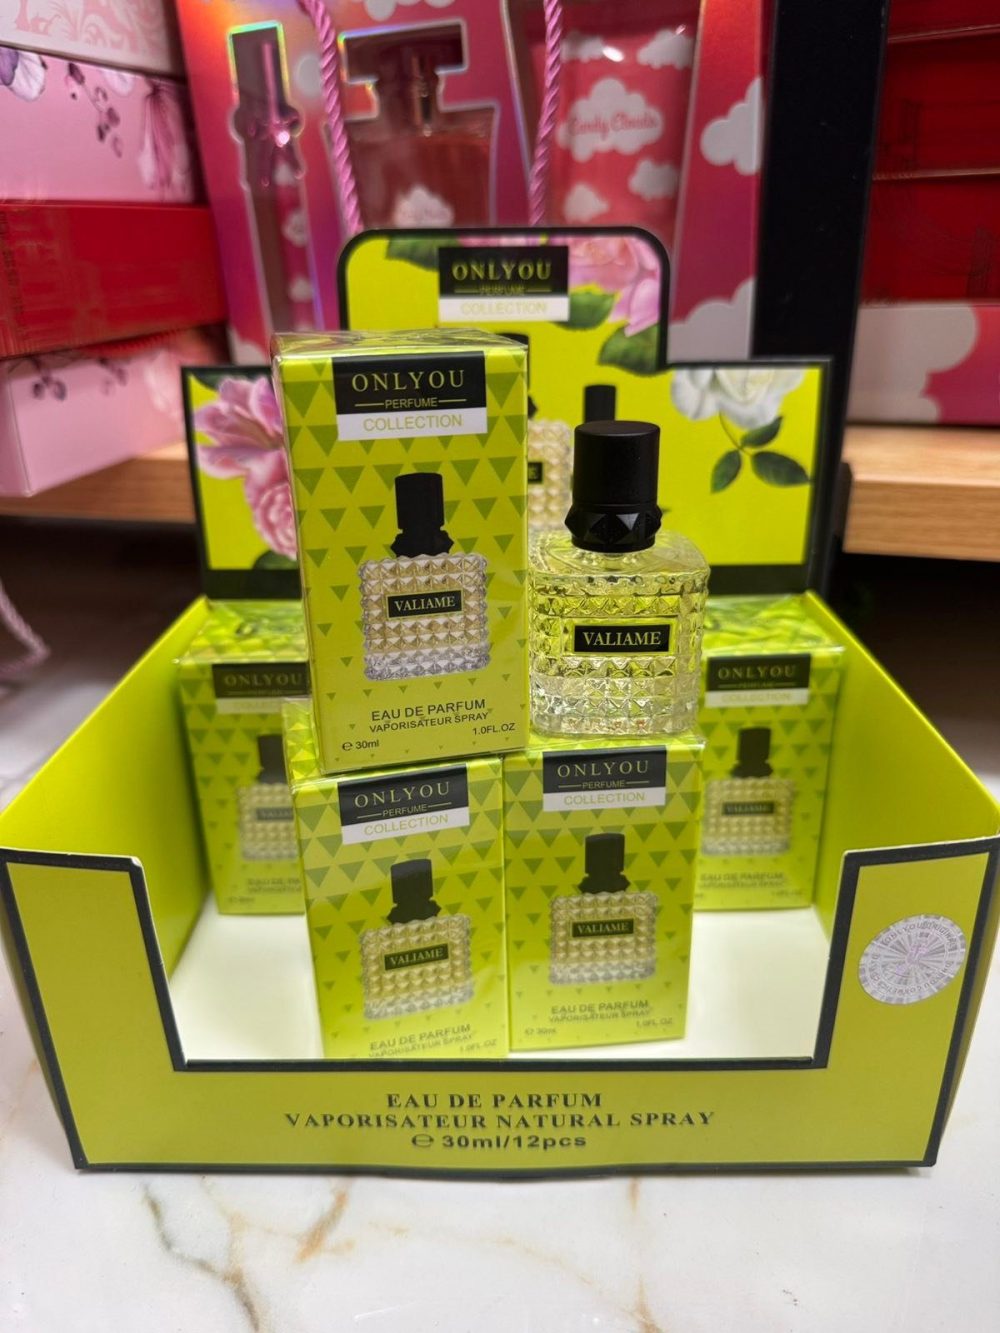 Candy Clouds
ONLYOU
PERFUME
COLLECTION
ONLYOU
PERFUME
COLLECTION
VALIAME
EAU DE PARFUM
VAPORISATEUR SPRAY
℮ 30ml
1.0FL.OZ
VALIAME
ONLYOU
PERFUME
COLLECTION
ONLYOU
PERFUME
COLLECTION
VALIAME
ONLYOU
PERFUME
COLLECTION
VALIAME
EAU DE PARFUM
VAPORISATEUR SPRAY
1.0FL.OZ
ONLYOU
PERFUME
COLLECTION
VALIAME
EAU DE PARFUM
VAPORISATEUR SPRAY
℮ 30ml
1.0FL.OZ
EAU DE PARFUM
VAPORISATEUR NATURAL SPRAY
℮ 30ml/12pcs